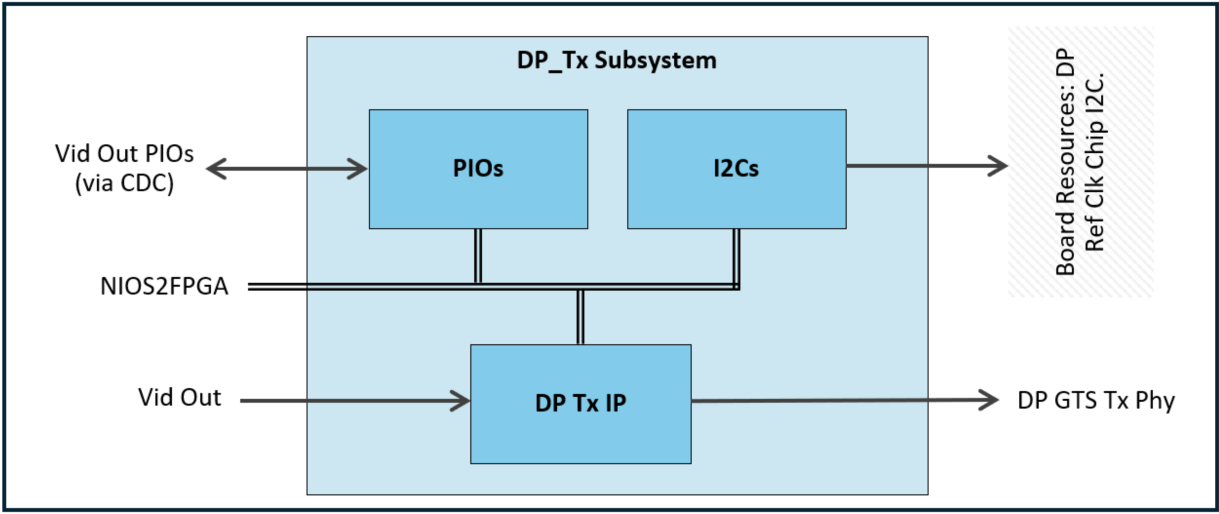 DP_Tx Subsystem
Vid Out PIOs
(via CDC)
PIOs
I2Cs
Board Resources: DP
Ref Clk Chip I2C.
NIOS2FPGA
Vid Out
DP Tx IP
DP GTS Tx Phy